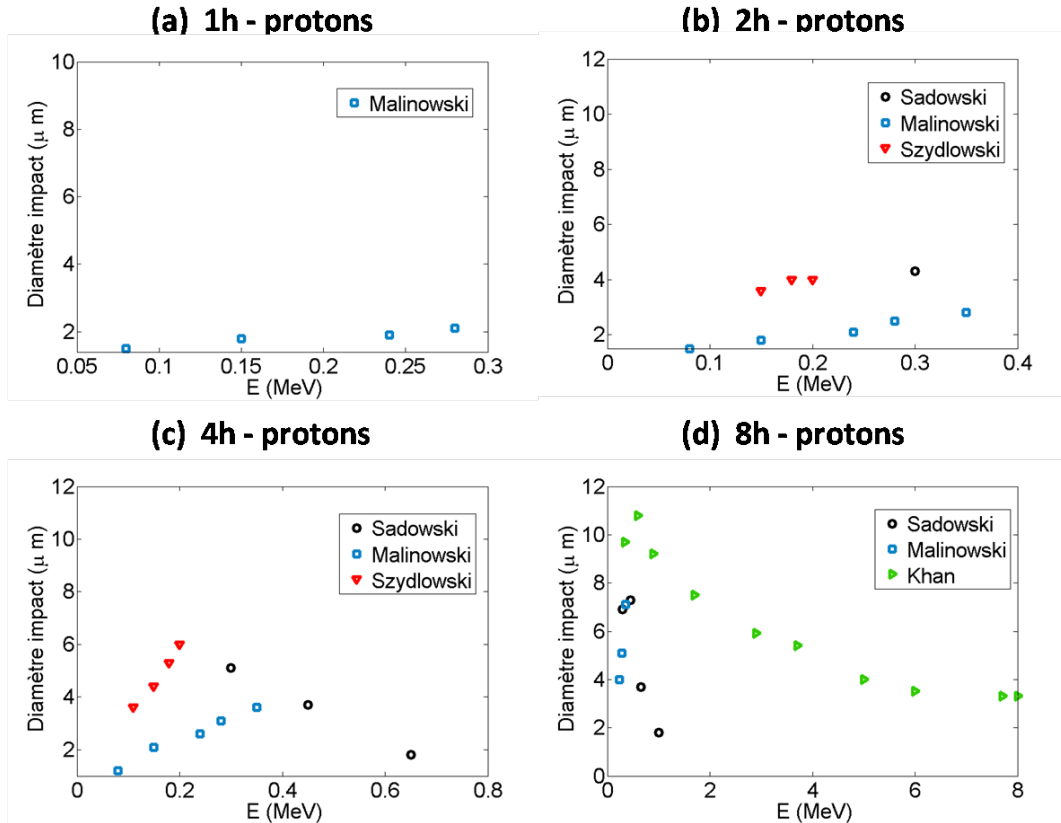 (a) 1h - protons
10
8
6
4
2
0.05
0.1
0.15
0.2
0.25
0.3
E (MeV)
Diamètre impact (μ m)
Malinowski
(b) 2h - protons
12
10
8
6
4
2
0
0.1
0.2
0.3
0.4
E (MeV)
Diamètre impact (μ m)
Sadowski
Malinowski
Szydlowski
(c) 4h - protons
12
10
8
6
4
2
0
0.2
0.4
0.6
0.8
E (MeV)
Diamètre impact (μ m)
Sadowski
Malinowski
Szydlowski
(d) 8h - protons
12
10
8
6
4
2
0
0
2
4
6
8
E (MeV)
Diamètre impact (μ m)
Sadowski
Malinowski
Khan